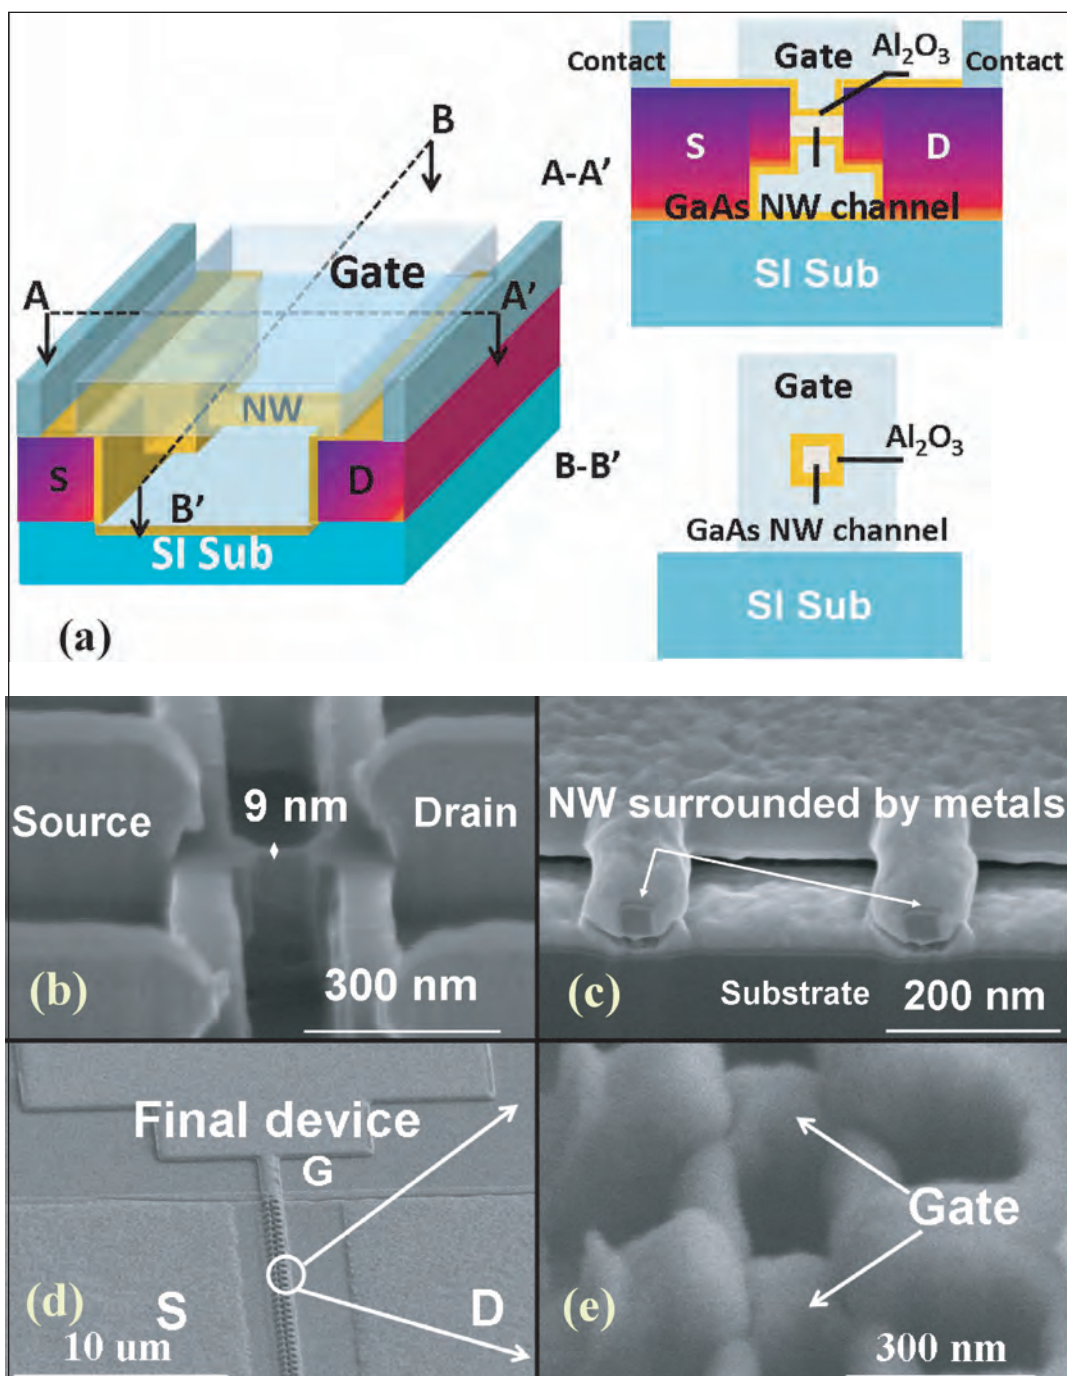 B
A
Gate
A'
NW
S
D
B'
SI Sub
(a)
Contact
Gate
Al₂O₃
Contact
S
D
A-A'
GaAs NW channel
SI Sub
Gate
Al₂O₃
B-B'
GaAs NW channel
SI Sub
Source
9 nm
Drain
(b)
300 nm
NW surrounded by metals
(c)
Substrate
200 nm
Final device
G
(d)
S
D
10 um
Gate
(e)
300 nm